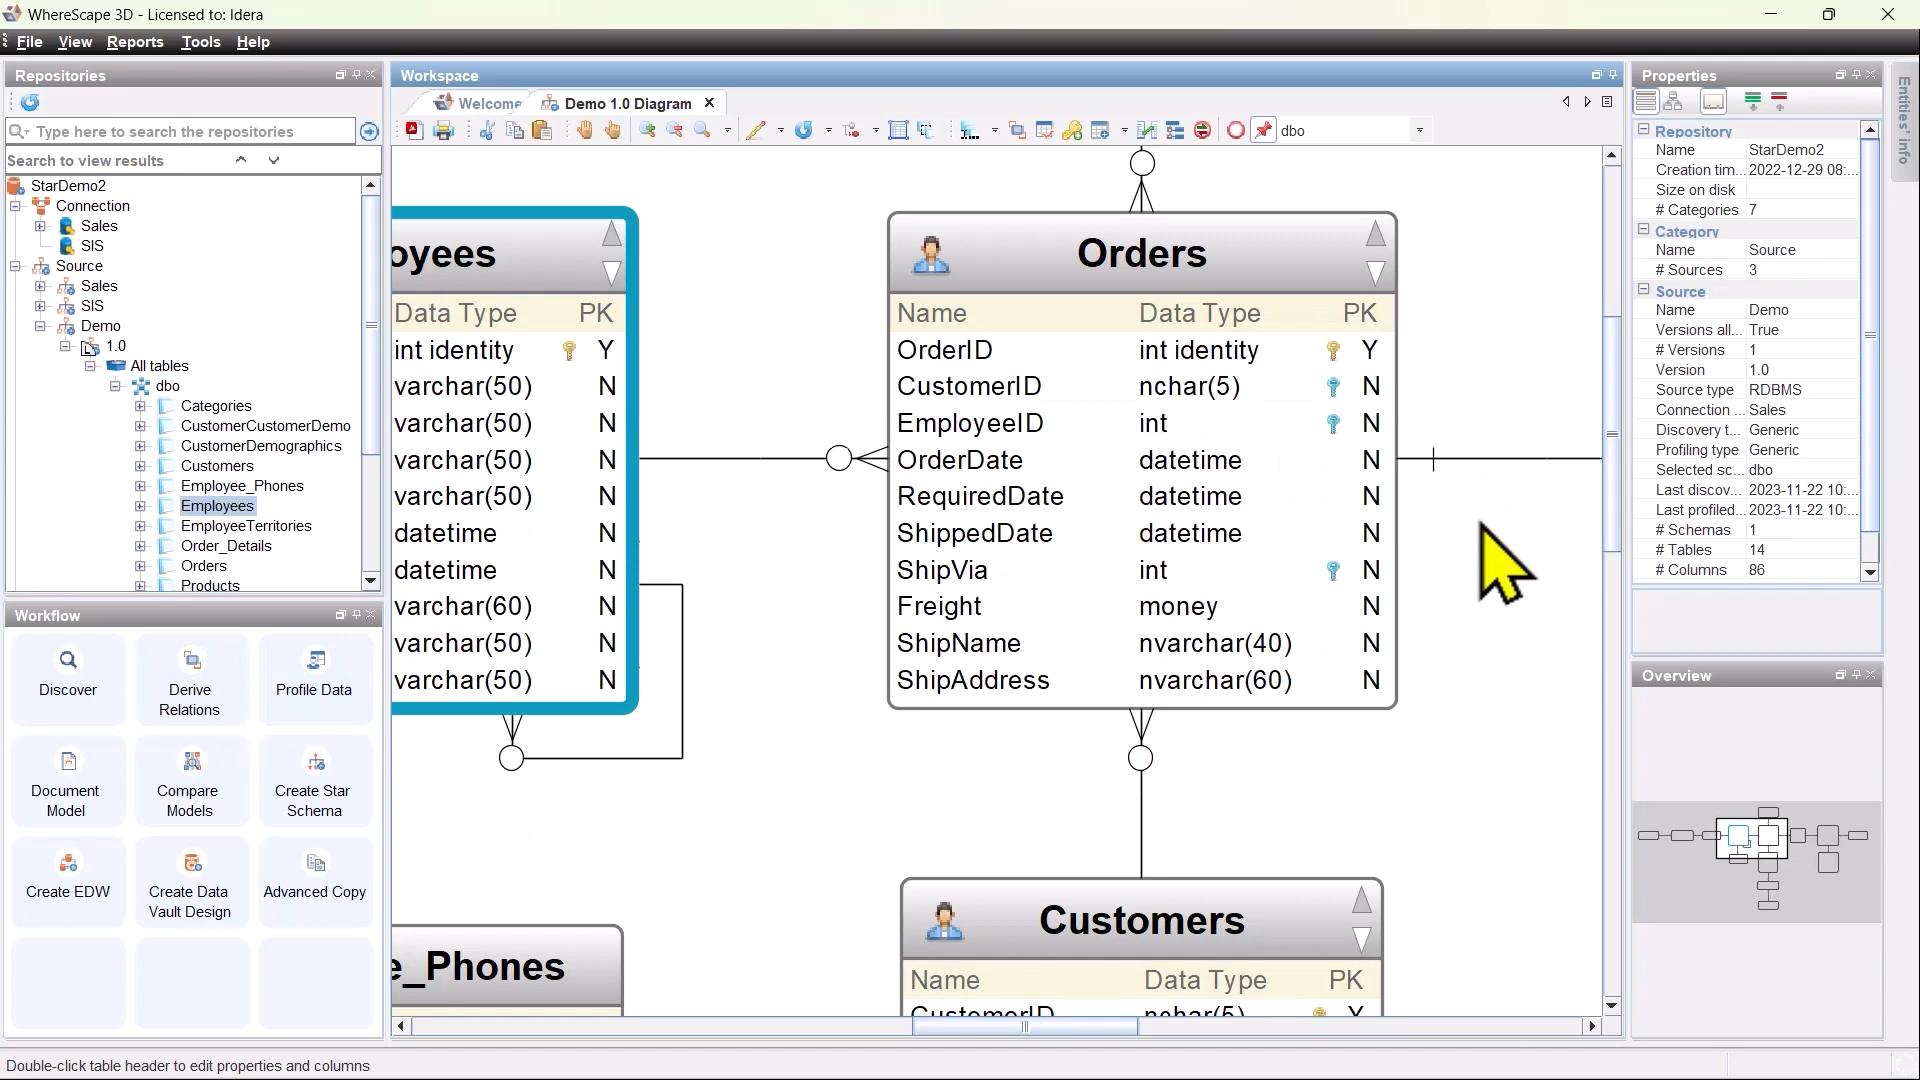 WhereScape 3D - Licensed to: Idera
File View Reports Tools Help
Repositories
Type here to search the repositories
Search to view results
StarDemo2
Connection
Sales
SIS
Source
Sales
SIS
Demo
1.0
All tables
dbo
Categories
CustomerCustomerDemo
CustomerDemographics
Customers
Employee_Phones
Employees
EmployeeTerritories
Order_Details
Orders
Products
Workflow
Discover
Derive Relations
Profile Data
Document Model
Compare Models
Create Star Schema
Create EDW
Create Data Vault Design
Advanced Copy
Workspace
Welcome
Demo 1.0 Diagram
dbo
oyees
Data Type PK
int identity Y
varchar(50) N
varchar(50) N
varchar(50) N
varchar(50) N
datetime N
datetime N
varchar(60) N
varchar(50) N
varchar(50) N
Orders
Name Data Type PK
OrderID int identity Y
CustomerID nchar(5) N
EmployeeID int N
OrderDate datetime N
RequiredDate datetime N
ShippedDate datetime N
ShipVia int N
Freight money N
ShipName nvarchar(40) N
ShipAddress nvarchar(60) N
e_Phones
Customers
Name Data Type PK
CustomerID nchar(5) Y
Properties
Repository
Name StarDemo2
Creation tim... 2022-12-29 08:...
Size on disk
# Categories 7
Category
Name Source
# Sources 3
Source
Name Demo
Versions all... True
# Versions 1
Version 1.0
Source type RDBMS
Connection ... Sales
Discovery t... Generic
Profiling type Generic
Selected sc... dbo
Last discov... 2023-11-22 10:...
Last profiled... 2023-11-22 10:...
# Schemas 1
# Tables 14
# Columns 86
Overview
Entities' info
Double-click table header to edit properties and columns